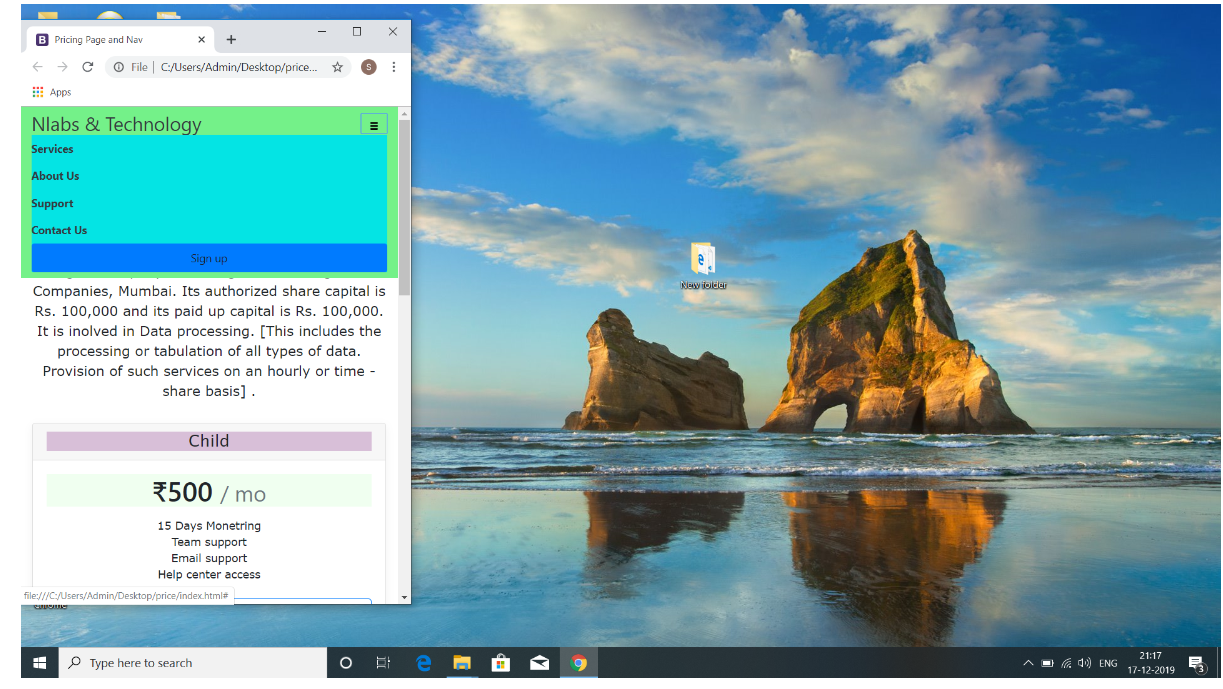 Pricing Page and Nav
File
C:/Users/Admin/Desktop/price...
S
Apps
Nlabs & Technology
Services
About Us
Support
Contact Us
Sign up
Companies, Mumbai. Its authorized share capital is
Rs. 100,000 and its paid up capital is Rs. 100,000.
It is inolved in Data processing. [This includes the
processing or tabulation of all types of data.
Provision of such services on an hourly or time -
share basis] .
Child
₹500 / mo
15 Days Monetring
Team support
Email support
Help center access
file:///C:/Users/Admin/Desktop/price/index.html#
Chrome
New folder
Type here to search
ENG
21:17
17-12-2019
3